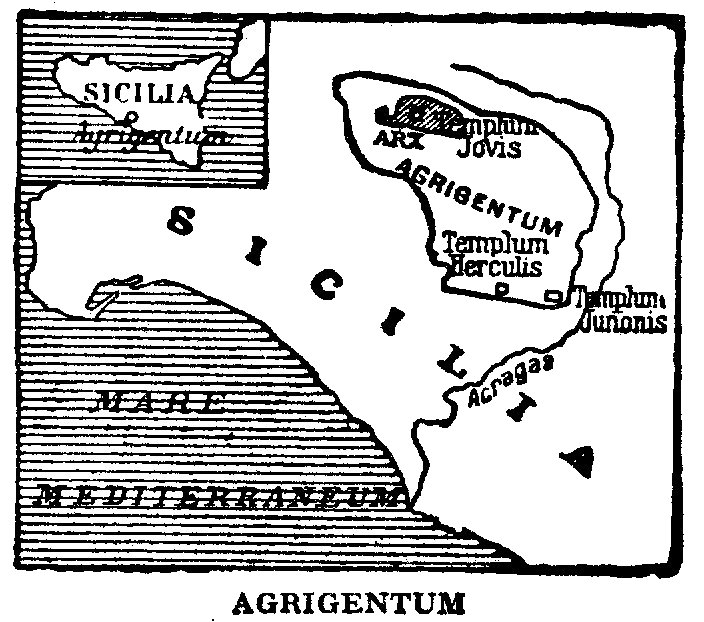 SICILIA
Agrigentum
ARX
Templum
Jovis
AGRIGENTUM
Templum
Herculis
Templum
Junonis
SICILIA
Acragas
MARE
MEDITERRANEUM
AGRIGENTUM